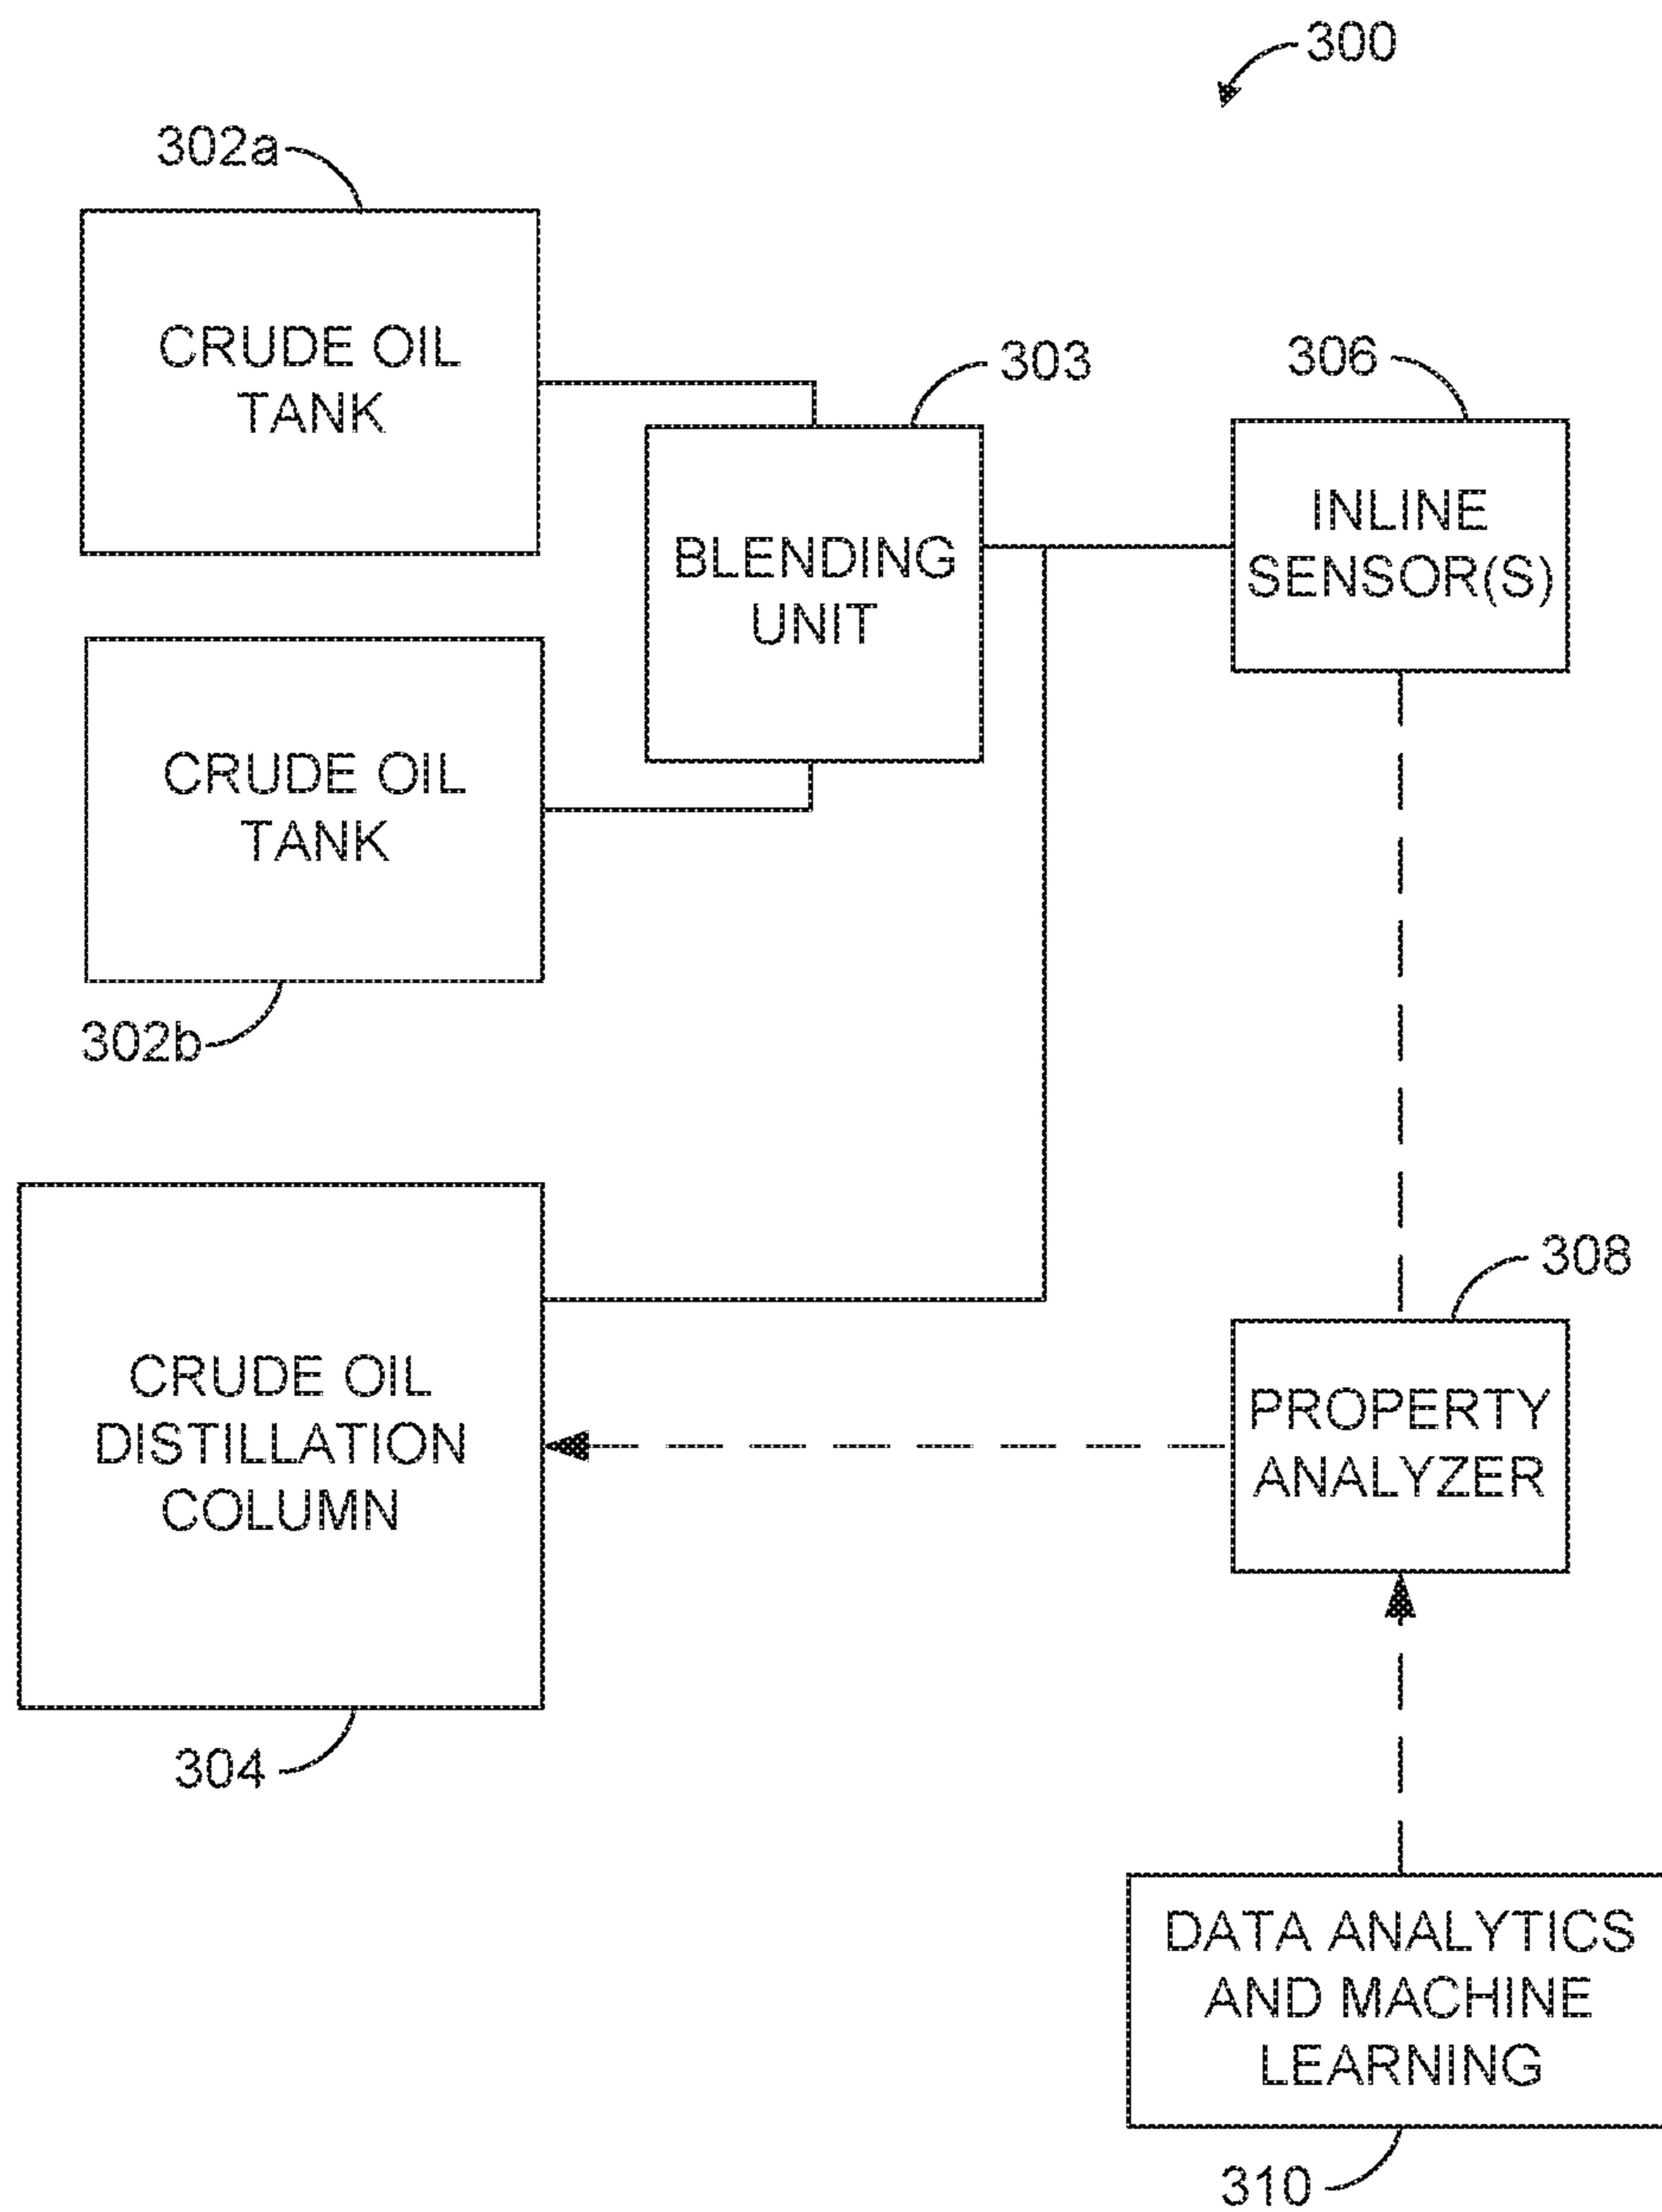 300
302a
CRUDE OIL
TANK
303
306
BLENDING
UNIT
INLINE
SENSOR(S)
CRUDE OIL
TANK
302b
308
CRUDE OIL
DISTILLATION
COLUMN
PROPERTY
ANALYZER
304
DATA ANALYTICS
AND MACHINE
LEARNING
310